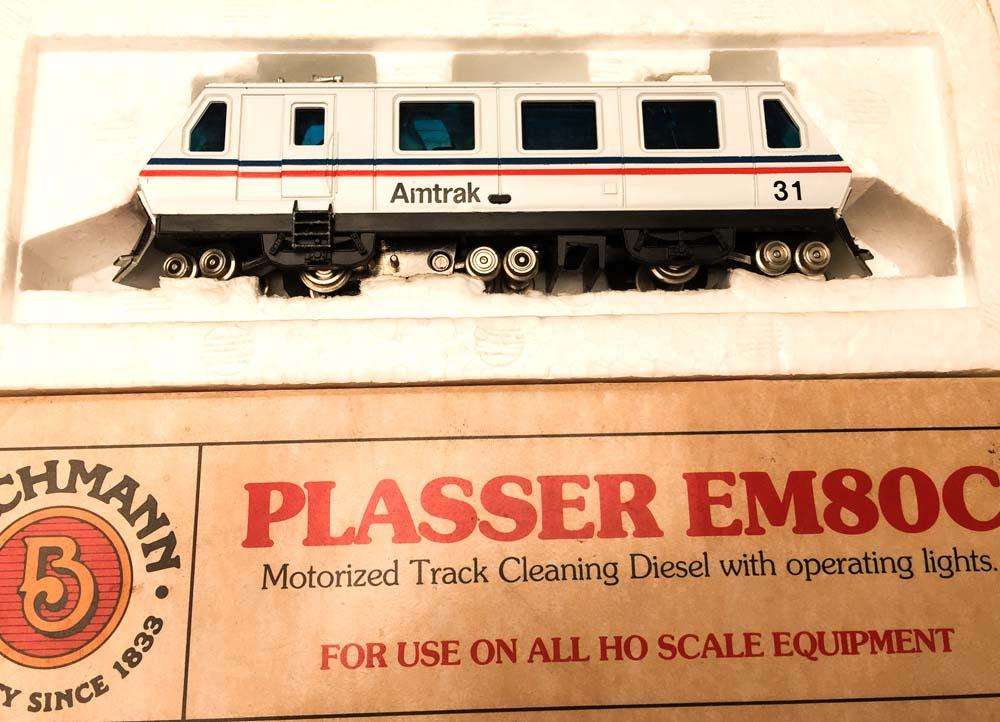 Amtrak
31
CHMANN
B
TY SINCE 1833
PLASSER EM80C
Motorized Track Cleaning Diesel with operating lights.
FOR USE ON ALL HO SCALE EQUIPMENT